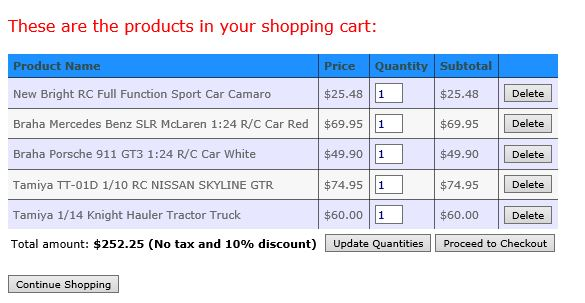 These are the products in your shopping cart:
Product Name Price Quantity Subtotal
New Bright RC Full Function Sport Car Camaro $25.48 1 $25.48 Delete
Braha Mercedes Benz SLR McLaren 1:24 R/C Car Red $69.95 1 $69.95 Delete
Braha Porsche 911 GT3 1:24 R/C Car White $49.90 1 $49.90 Delete
Tamiya TT-01D 1/10 RC NISSAN SKYLINE GTR $74.95 1 $74.95 Delete
Tamiya 1/14 Knight Hauler Tractor Truck $60.00 1 $60.00 Delete
Total amount: $252.25 (No tax and 10% discount) Update Quantities Proceed to Checkout
Continue Shopping